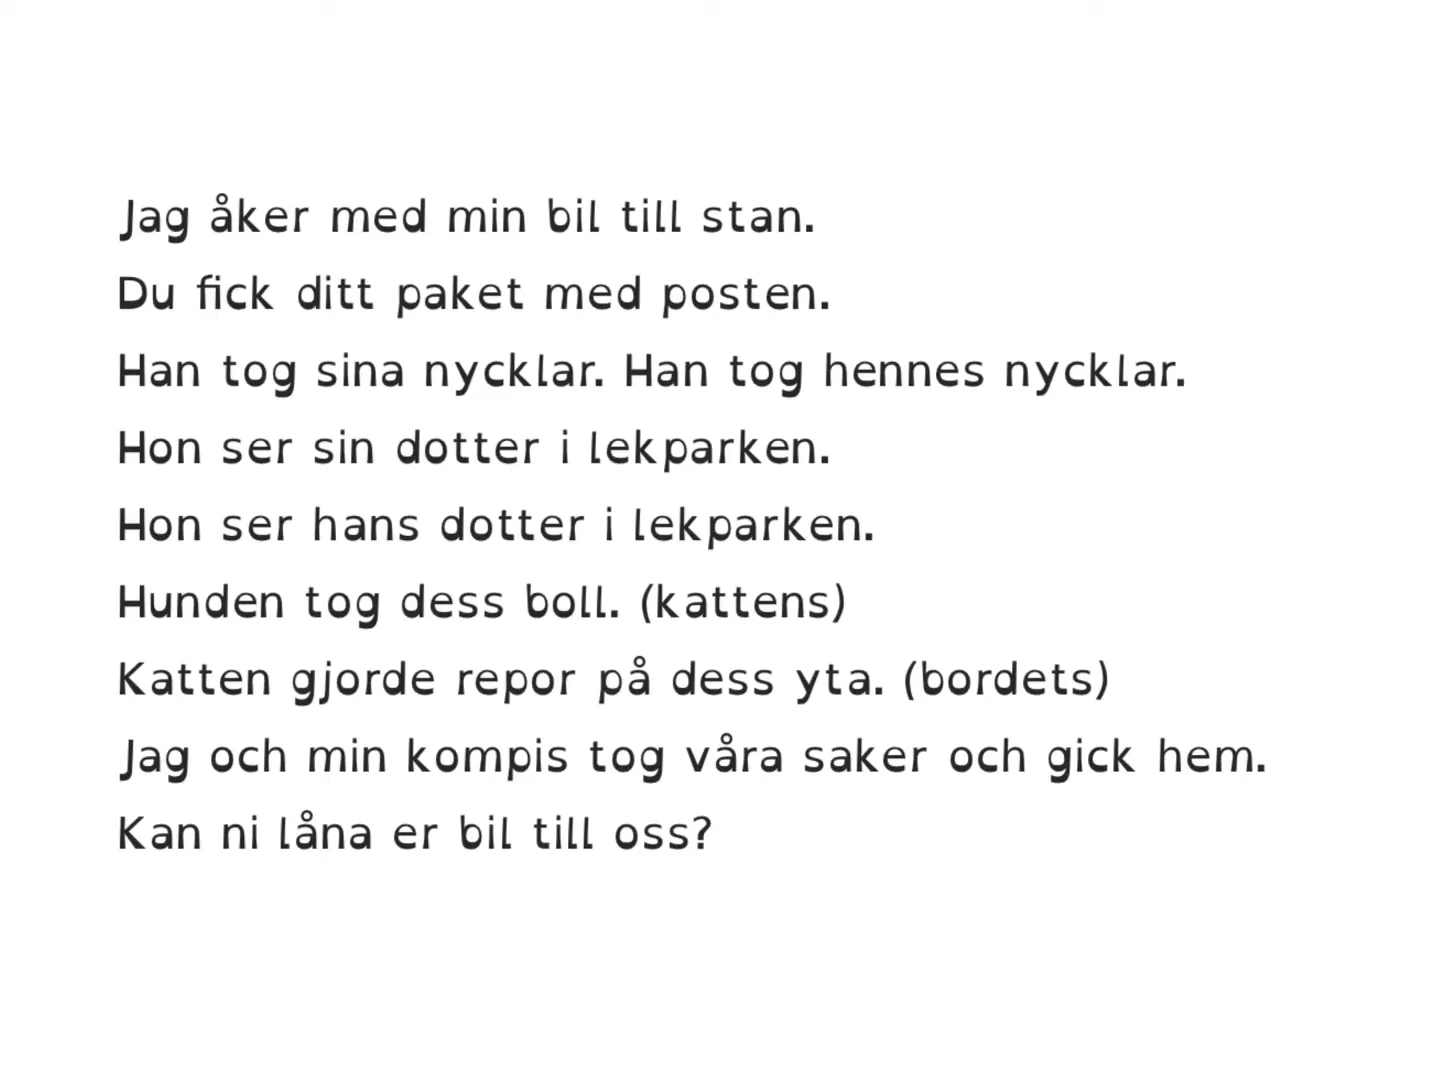 Jag åker med min bil till stan.
Du fick ditt paket med posten.
Han tog sina nycklar. Han tog hennes nycklar.
Hon ser sin dotter i lekparken.
Hon ser hans dotter i lekparken.
Hunden tog dess boll. (kattens)
Katten gjorde repor på dess yta. (bordets)
Jag och min kompis tog våra saker och gick hem.
Kan ni låna er bil till oss?